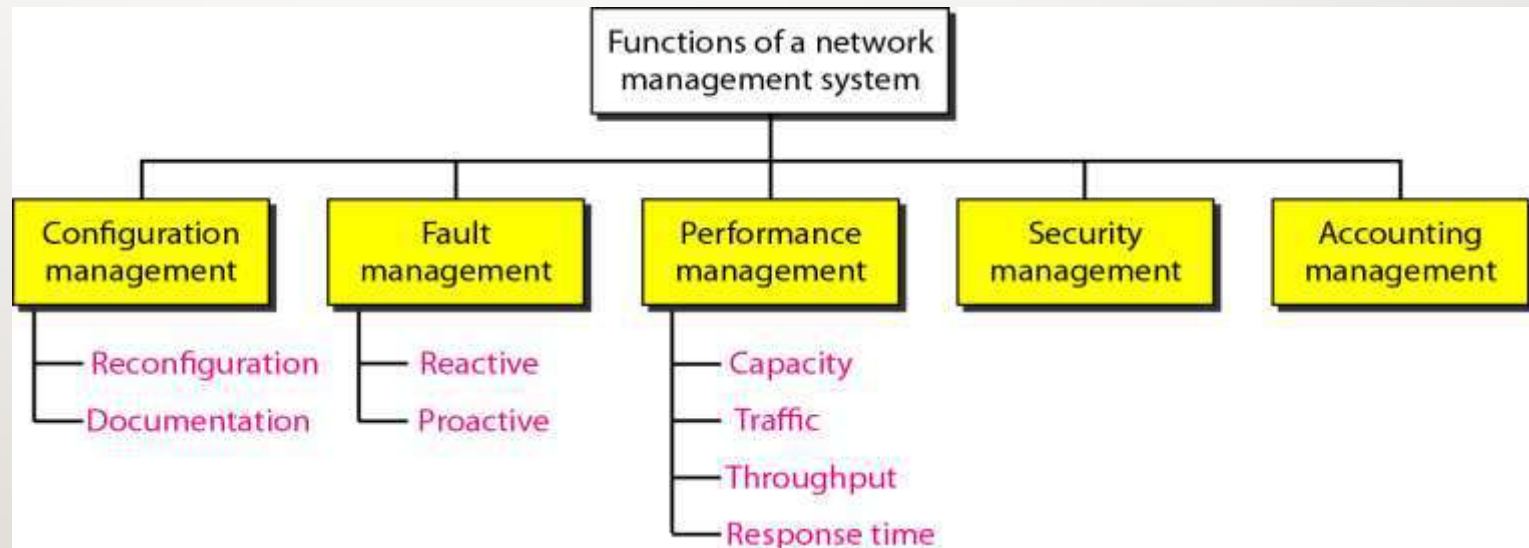 Functions of a network
management system
Configuration
management
Fault
management
Performance
management
Security
management
Accounting
management
Reconfiguration
Documentation
Reactive
Proactive
Capacity
Traffic
Throughput
Response time